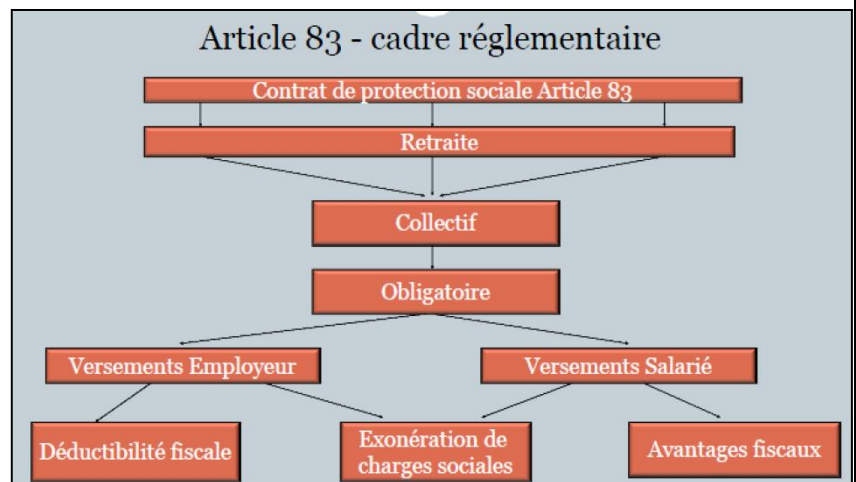 Article 83 - cadre réglementaire
Contrat de protection sociale Article 83
Retraite
Collectif
Obligatoire
Versements Employeur
Versements Salarié
Déductibilité fiscale
Exonération de
charges sociales
Avantages fiscaux